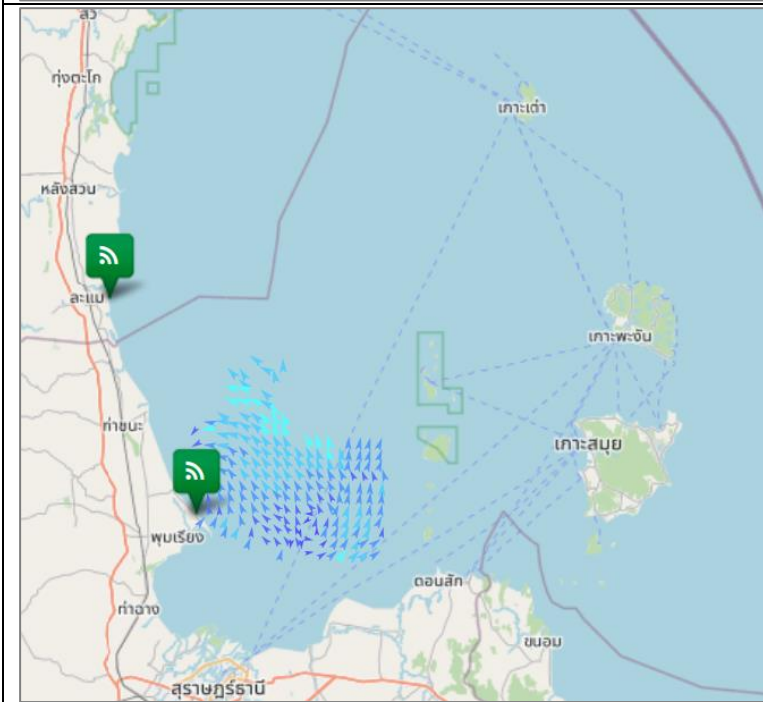 สวี
ทุ่งตะโก
เกาะเต่า
หลังสวน
ละแม
เกาะพะงัน
ท่าชนะ
เกาะสมุย
พุมเรียง
ดอนสัก
ท่าฉาง
ขนอม
สุราษฎร์ธานี